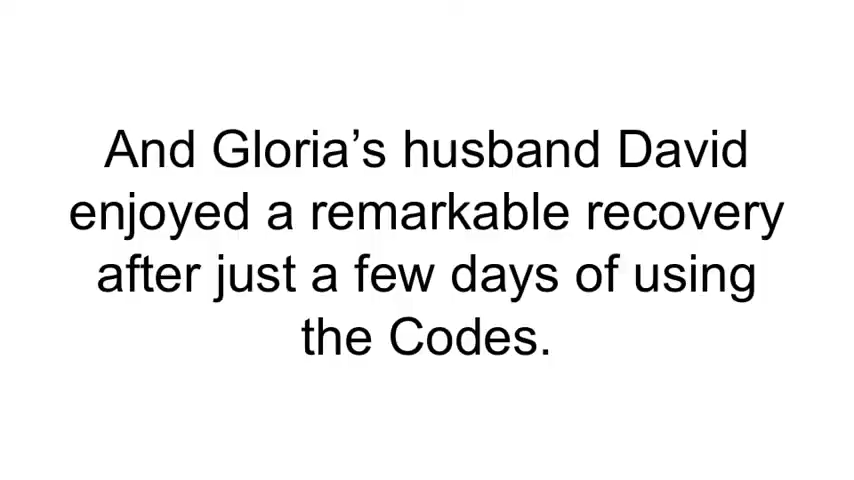 And Gloria’s husband David
enjoyed a remarkable recovery
after just a few days of using
the Codes.